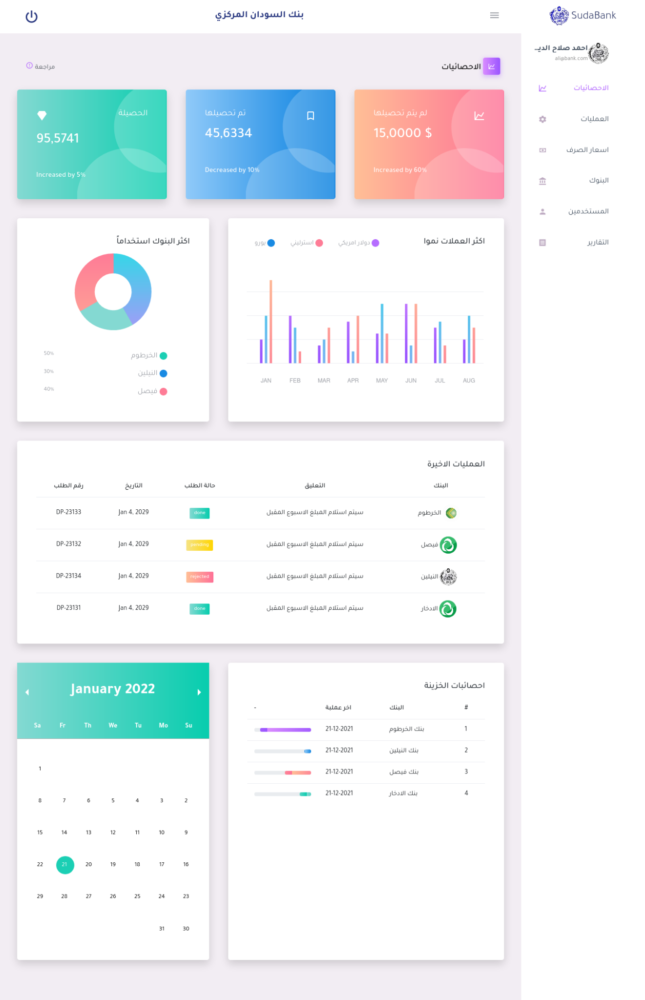 SudaBank
بنك السودان المركزي
احمد صلاح الديـ..
ali@bank.com
الاحصائيات
العمليات
اسعار الصرف
البنوك
المستخدمين
التقارير
الاحصائيات
مراجعة
لم يتم تحصيلها
15,0000 $
Increased by 60%
تم تحصيلها
45,6334
Decreased by 10%
الحصيلة
95,5741
Increased by 5%
اكثر العملات نموا
دولار امريكي استرليني يورو
JAN FEB MAR APR MAY JUN JUL AUG
اكثر البنوك استخداماً
الخرطوم 50%
النيلين 30%
فيصل 40%
العمليات الاخيرة
البنك التعليق حالة الطلب التاريخ رقم الطلب
الخرطوم سيتم استلام المبلغ الاسبوع المقبل done Jan 4, 2029 DP-23133
فيصل سيتم استلام المبلغ الاسبوع المقبل pending Jan 4, 2029 DP-23132
النيلين سيتم استلام المبلغ الاسبوع المقبل rejected Jan 4, 2029 DP-23134
الادخار سيتم استلام المبلغ الاسبوع المقبل done Jan 4, 2029 DP-23131
احصائبات الخزينة
# البنك اخر عملبة -
1 بنك الخرطوم 21-12-2021
2 بنك النيلين 21-12-2021
3 بنك فيصل 21-12-2021
4 بنك الادخار 21-12-2021
January 2022
Su Mo Tu We Th Fr Sa
1
2 3 4 5 6 7 8
9 10 11 12 13 14 15
16 17 18 19 20 21 22
23 24 25 26 27 28 29
30 31